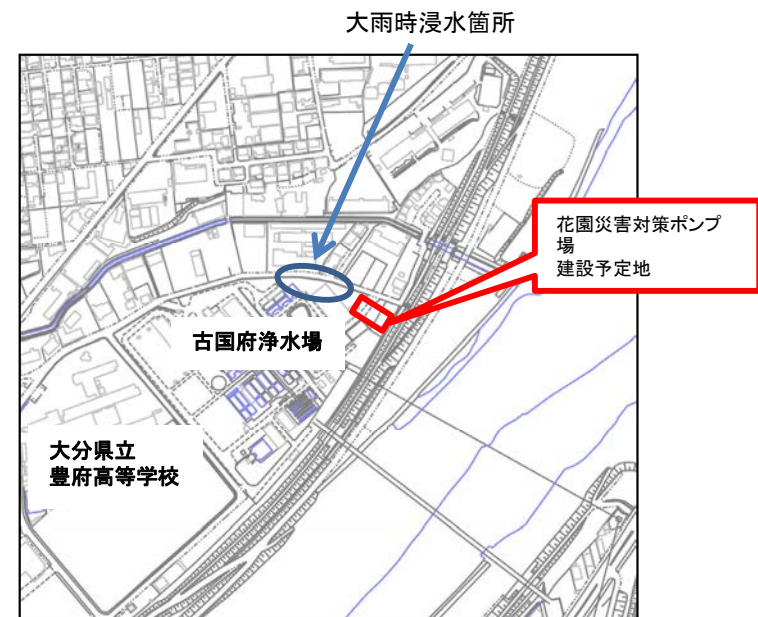 大雨時浸水箇所
花園災害対策ポンプ
場
建設予定地
古国府浄水場
大分県立
豊府高等学校